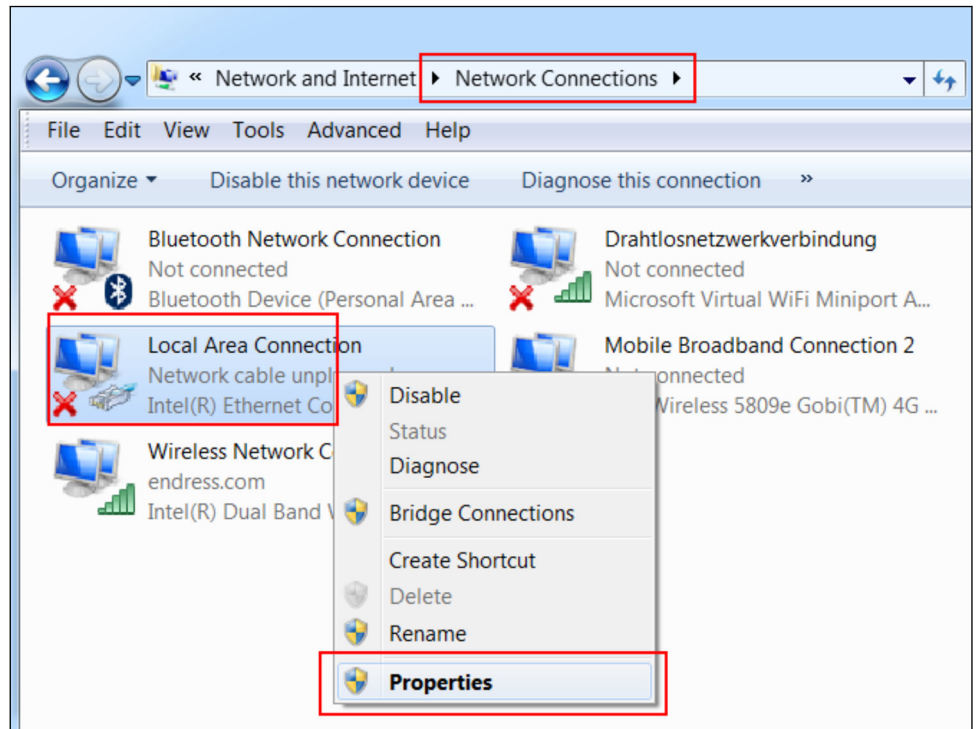 « Network and Internet ▸ Network Connections ▸
File Edit View Tools Advanced Help
Organize ▾ Disable this network device Diagnose this connection »
Bluetooth Network Connection
Not connected
Bluetooth Device (Personal Area ...
Drahtlosnetzwerkverbindung
Not connected
Microsoft Virtual WiFi Miniport A...
Local Area Connection
Network cable
Intel(R) Ethernet
Mobile Broadband Connection 2
connected
Wireless 5809e Gobi(TM) 4G ...
Wireless Network
endress.com
Intel(R) Dual Band
Disable
Status
Diagnose
Bridge Connections
Create Shortcut
Delete
Rename
Properties